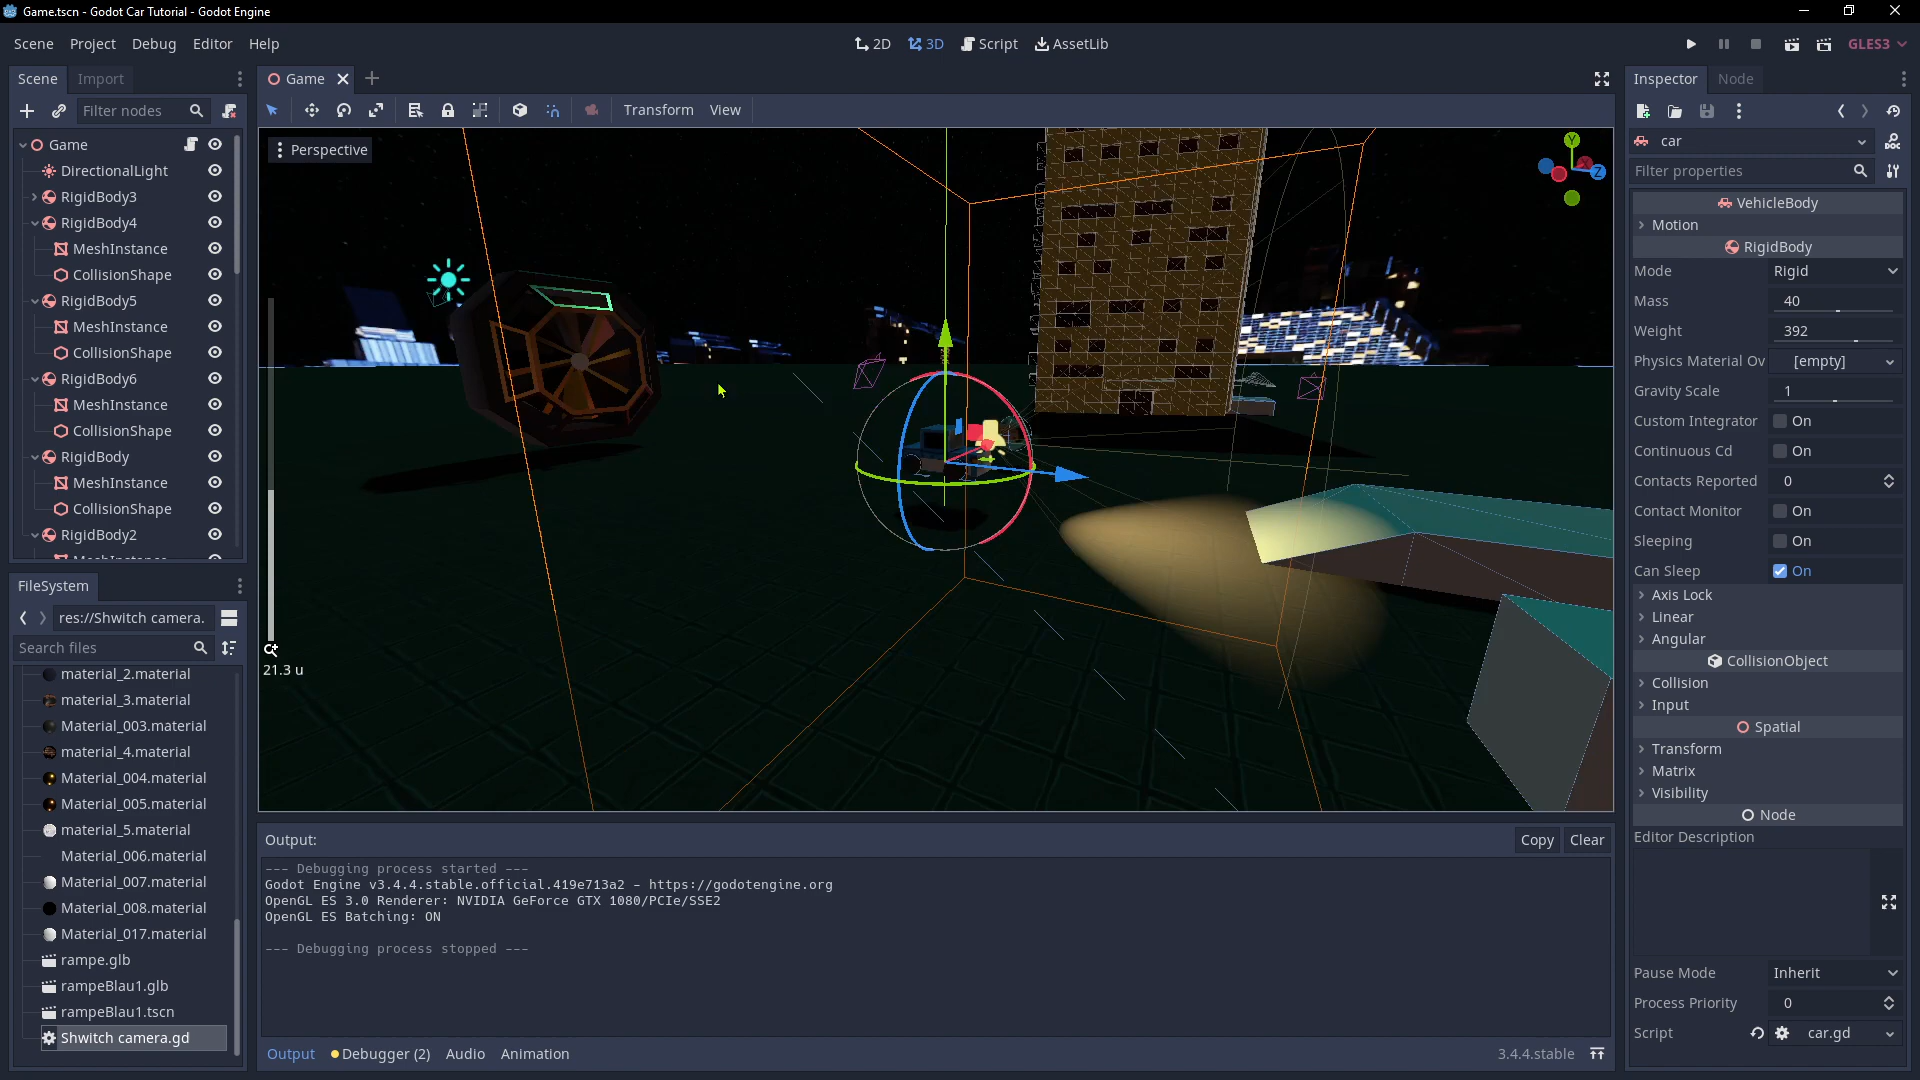 Game.tscn - Godot Car Tutorial - Godot Engine
Scene Project Debug Editor Help
2D 3D Script AssetLib
GLES3
Scene Import
Filter nodes
Game
DirectionalLight
RigidBody3
RigidBody4
MeshInstance
CollisionShape
RigidBody5
MeshInstance
CollisionShape
RigidBody6
MeshInstance
CollisionShape
RigidBody
MeshInstance
CollisionShape
RigidBody2
MeshInstance
FileSystem
res://Shwitch camera.
Search files
material_2.material
material_3.material
Material_003.material
material_4.material
Material_004.material
Material_005.material
material_5.material
Material_006.material
Material_007.material
Material_008.material
Material_017.material
rampe.glb
rampeBlau1.glb
rampeBlau1.tscn
Shwitch camera.gd
Game
Transform View
Perspective
Y
X
Z
21.3 u
Output:
Copy Clear
--- Debugging process started ---
Godot Engine v3.4.4.stable.official.419e713a2 - https://godotengine.org
OpenGL ES 3.0 Renderer: NVIDIA GeForce GTX 1080/PCIe/SSE2
OpenGL ES Batching: ON
--- Debugging process stopped ---
Output Debugger (2) Audio Animation
3.4.4.stable
Inspector Node
car
Filter properties
VehicleBody
Motion
RigidBody
Mode Rigid
Mass 40
Weight 392
Physics Material Ov [empty]
Gravity Scale 1
Custom Integrator On
Continuous Cd On
Contacts Reported 0
Contact Monitor On
Sleeping On
Can Sleep On
Axis Lock
Linear
Angular
CollisionObject
Collision
Input
Spatial
Transform
Matrix
Visibility
Node
Editor Description
Pause Mode Inherit
Process Priority 0
Script car.gd